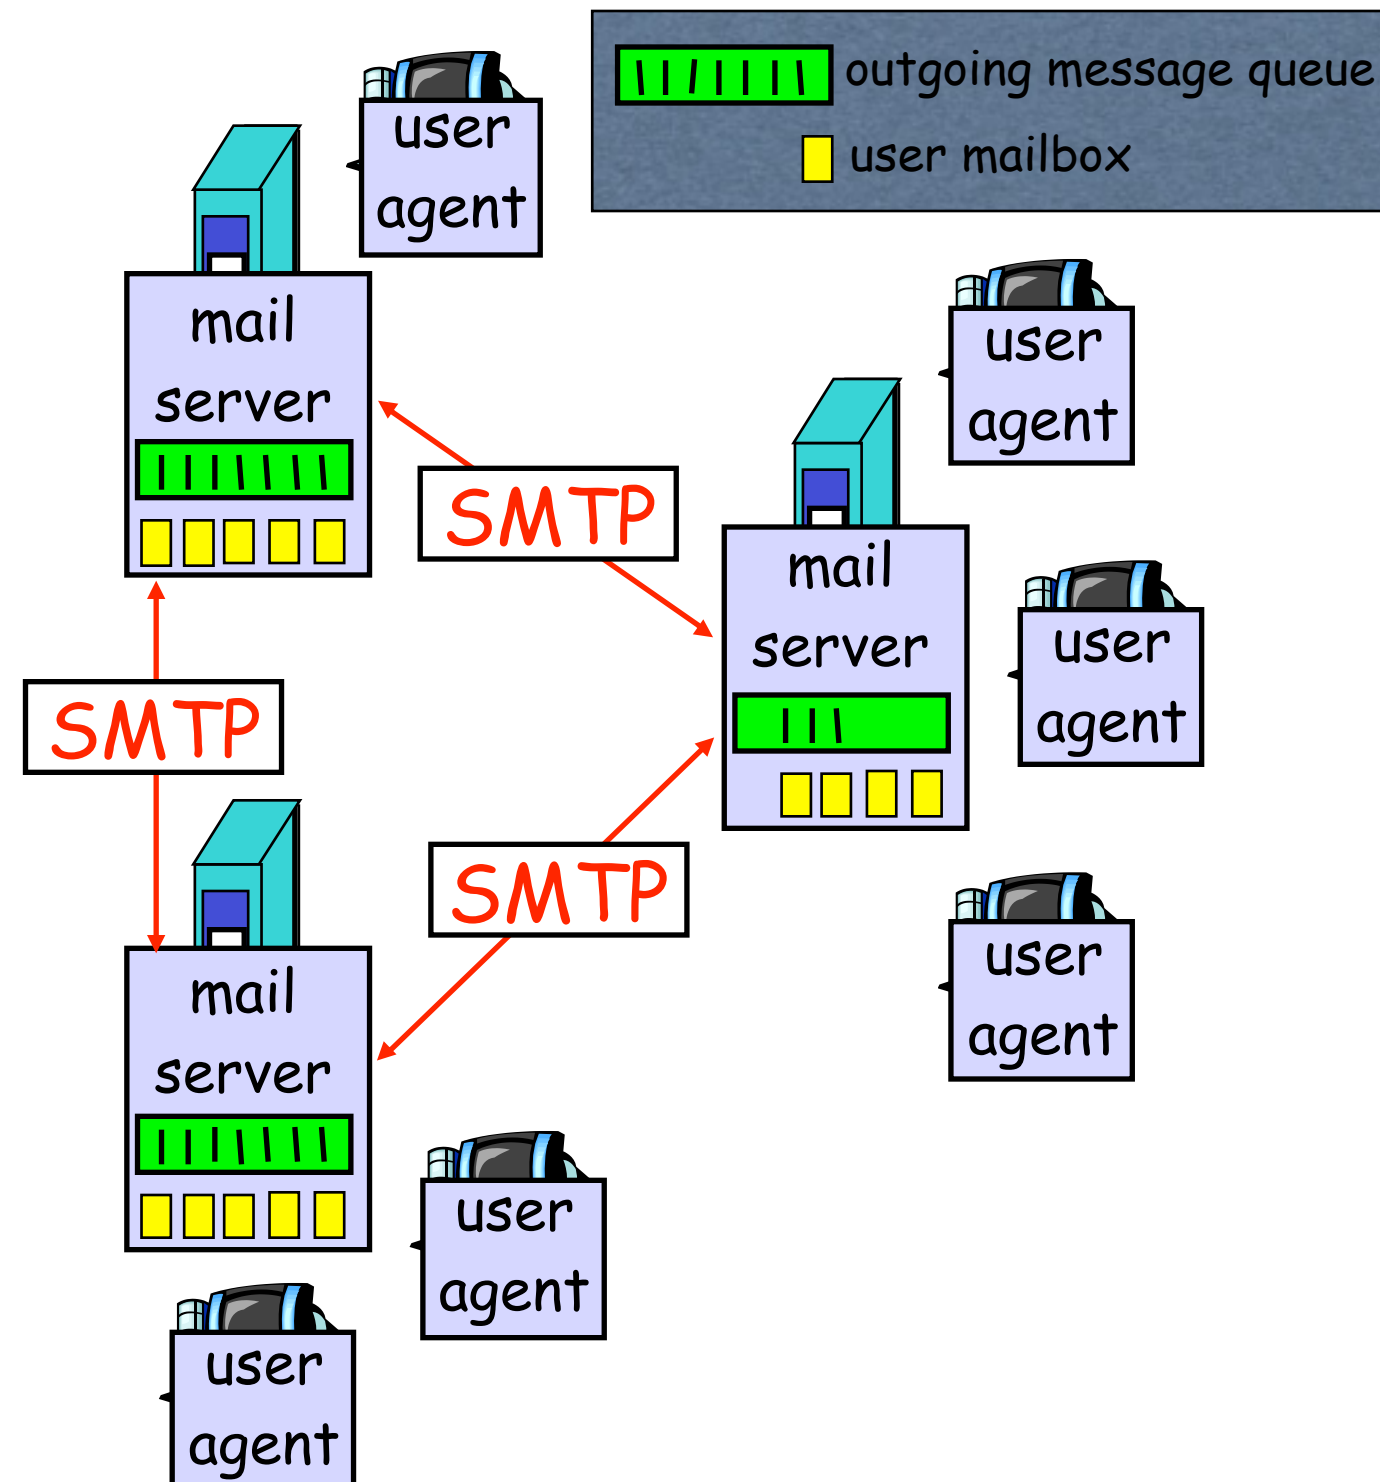 outgoing message queue
user mailbox
user
agent
mail
server
user
agent
SMTP
mail
server
user
agent
SMTP
SMTP
user
agent
mail
server
user
agent
user
agent